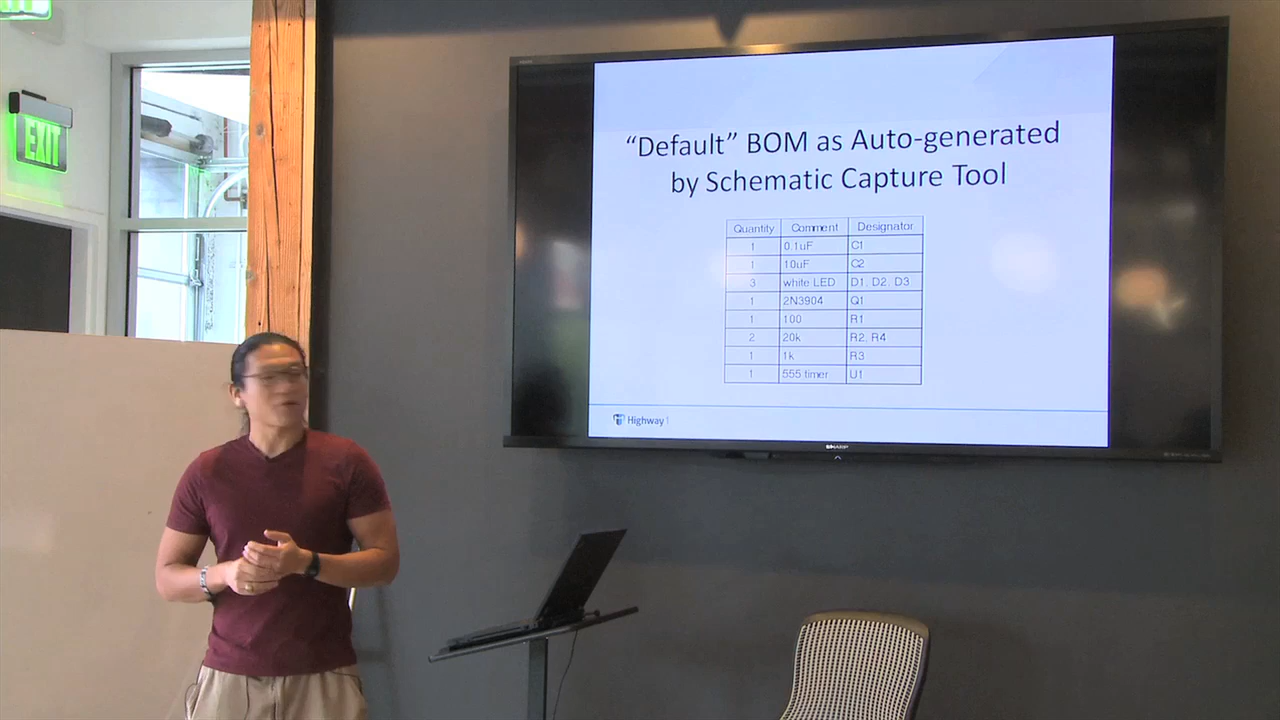 EXIT
“Default” BOM as Auto-generated
by Schematic Capture Tool
Quantity Comment Designator
1 0.1uF C1
1 10uF C2
3 white LED D1, D2, D3
1 2N3904 Q1
1 100 R1
2 20k R2, R4
1 1k R3
1 555 timer U1
Highway1
SHARP